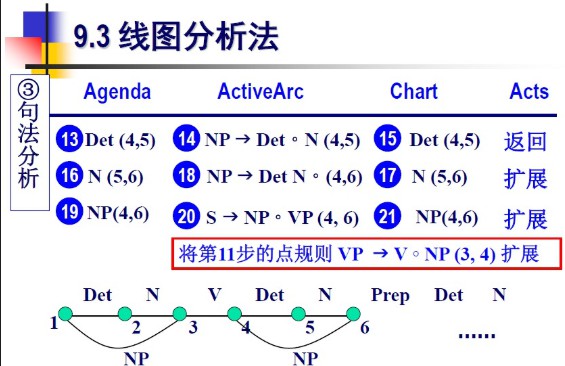 9.3 线图分析法
③句法分析
Agenda ActiveArc Chart Acts
⑬ Det (4,5) ⑭ NP → Det ∘ N (4,5) ⑮ Det (4,5) 返回
⑯ N (5,6) ⑱ NP → Det N ∘ (4,6) ⑰ N (5,6) 扩展
⑲ NP(4,6) ⑳ S → NP ∘ VP (4, 6) ㉑ NP(4,6) 扩展
将第11步的点规则 VP → V ∘ NP (3, 4) 扩展
Det N V Det N Prep Det N
1 2 3 4 5 6 ……
NP NP